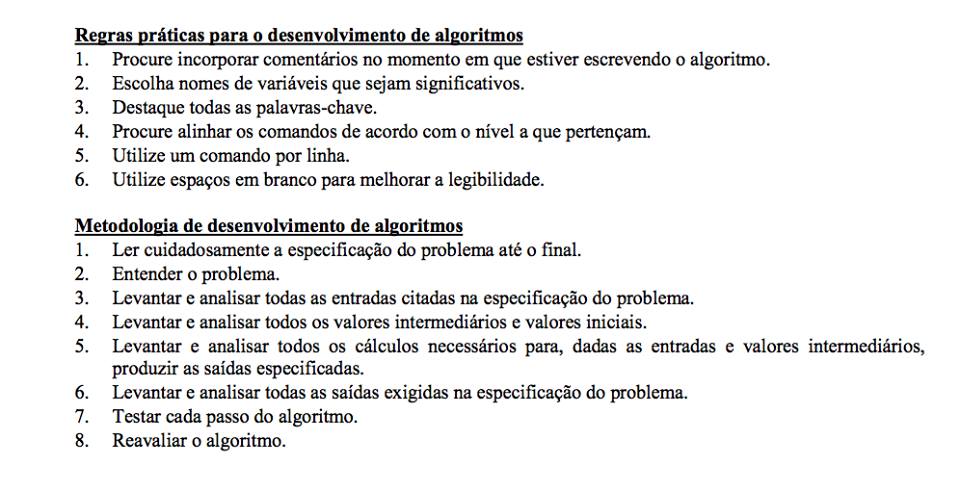 Regras práticas para o desenvolvimento de algoritmos
1. Procure incorporar comentários no momento em que estiver escrevendo o algoritmo.
2. Escolha nomes de variáveis que sejam significativos.
3. Destaque todas as palavras-chave.
4. Procure alinhar os comandos de acordo com o nível a que pertençam.
5. Utilize um comando por linha.
6. Utilize espaços em branco para melhorar a legibilidade.
Metodologia de desenvolvimento de algoritmos
1. Ler cuidadosamente a especificação do problema até o final.
2. Entender o problema.
3. Levantar e analisar todas as entradas citadas na especificação do problema.
4. Levantar e analisar todos os valores intermediários e valores iniciais.
5. Levantar e analisar todos os cálculos necessários para, dadas as entradas e valores intermediários,
produzir as saídas especificadas.
6. Levantar e analisar todas as saídas exigidas na especificação do problema.
7. Testar cada passo do algoritmo.
8. Reavaliar o algoritmo.